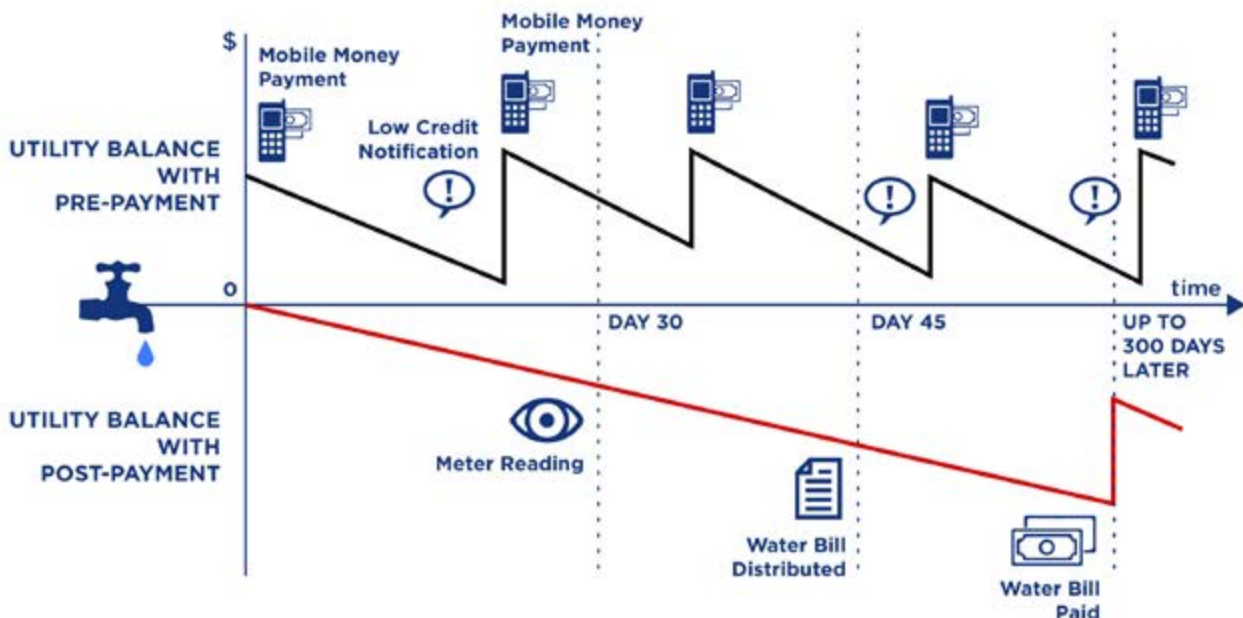 $
Mobile Money
Payment
Mobile Money
Payment
Low Credit
Notification
!
!
!
UTILITY BALANCE
WITH
PRE-PAYMENT
0
time
DAY 30
DAY 45
UP TO
300 DAYS
LATER
UTILITY BALANCE
WITH
POST-PAYMENT
Meter Reading
Water Bill
Distributed
Water Bill
Paid